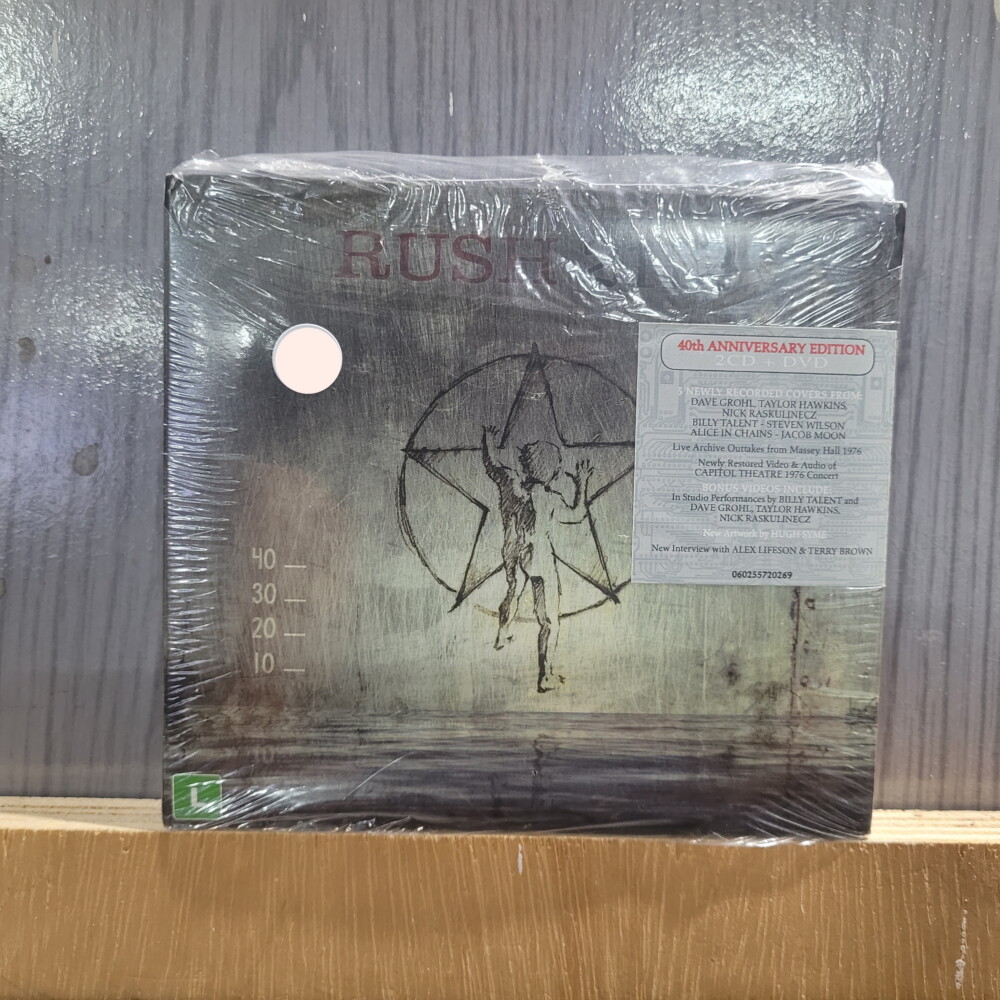 RUSH
40th ANNIVERSARY EDITION
2CD + DVD
5 NEWLY RECORDED COVERS FROM:
DAVE GROHL, TAYLOR HAWKINS,
NICK RASKULINECZ
BILLY TALENT - STEVEN WILSON
ALICE IN CHAINS - JACOB MOON
Live Archive Outtakes from Massey Hall 1976
Newly Restored Video & Audio of
CAPITOL THEATRE 1976 Concert
BONUS VIDEOS INCLUDE
In Studio Performances by BILLY TALENT and
DAVE GROHL, TAYLOR HAWKINS,
NICK RASKULINECZ
New Artwork by HUGH SYME
New Interview with ALEX LIFESON & TERRY BROWN
060255720269
40
30
20
10
L